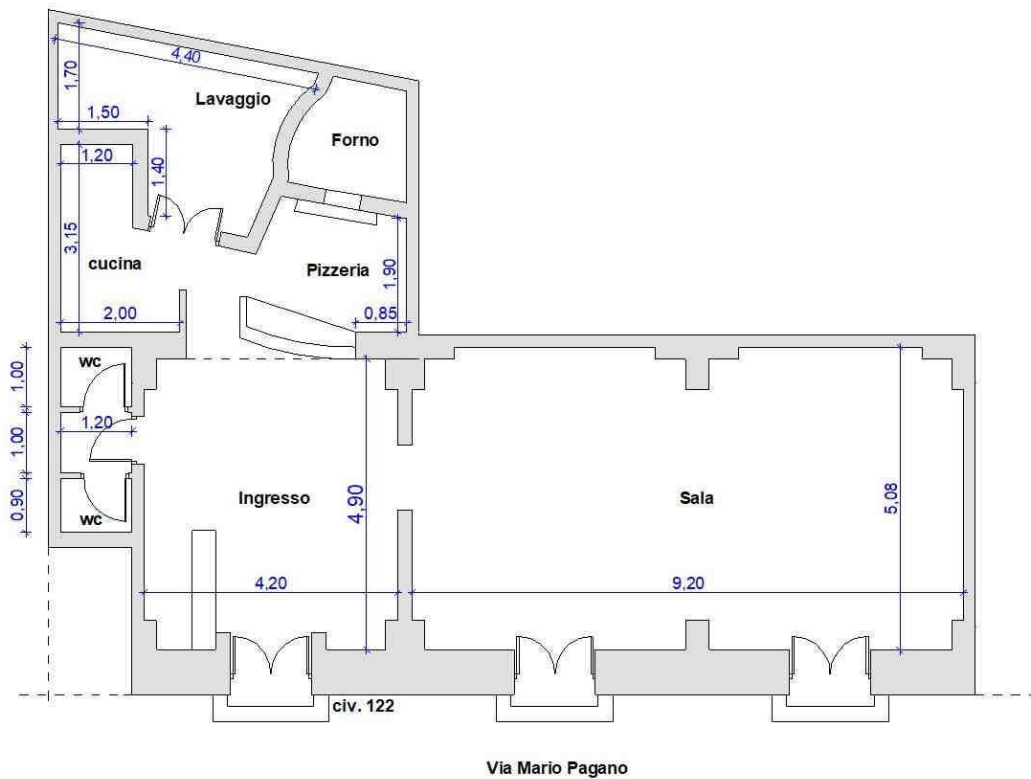 4,40
1,70
Lavaggio
1,50
Forno
1,20
1,40
3,15
cucina
Pizzeria
1,90
2,00
0,85
wc
1,00
1,20
1,00
Ingresso
4,90
Sala
5,08
0,90
wc
4,20
9,20
civ. 122
Via Mario Pagano